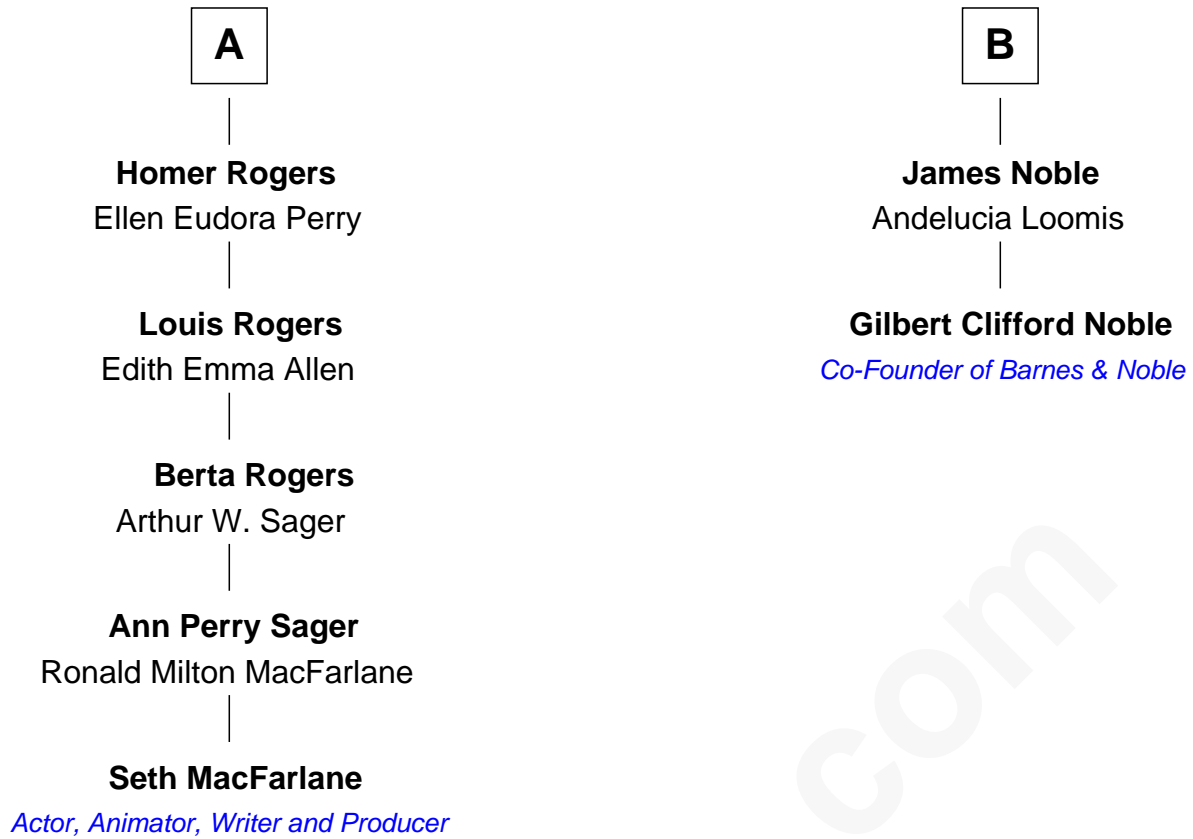 A
Homer Rogers
Ellen Eudora Perry
Louis Rogers
Edith Emma Allen
Berta Rogers
Arthur W. Sager
Ann Perry Sager
Ronald Milton MacFarlane
Seth MacFarlane
Actor, Animator, Writer and Producer
B
James Noble
Andelucia Loomis
Gilbert Clifford Noble
Co-Founder of Barnes & Noble
com